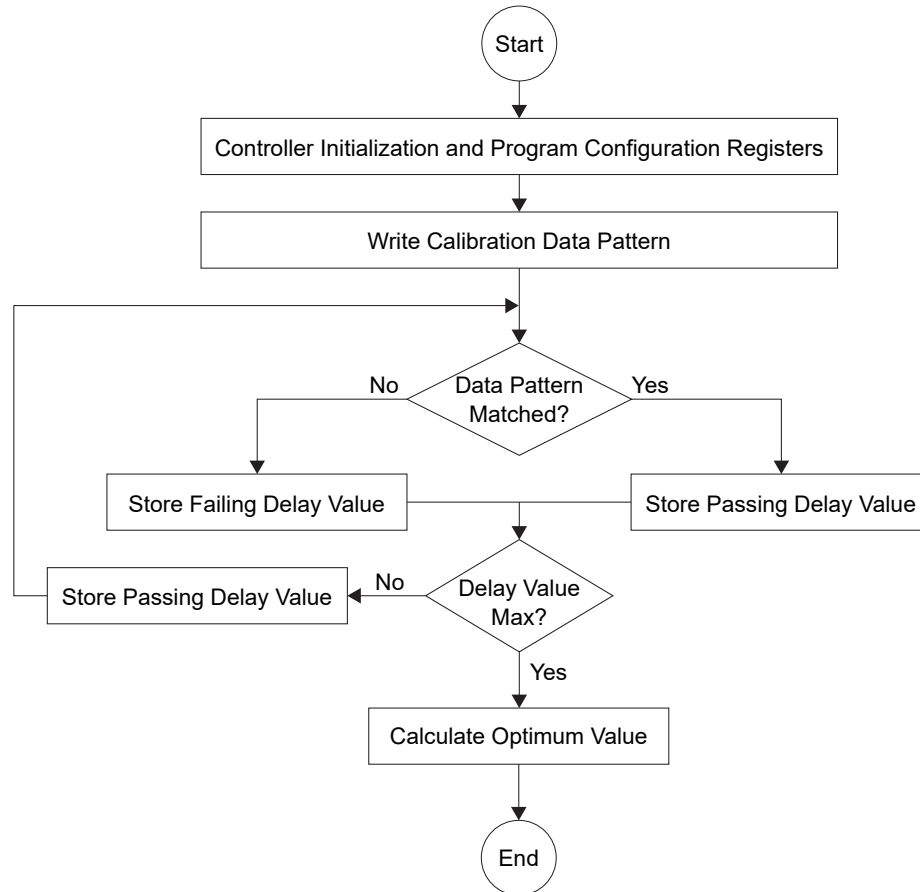 Start
Controller Initialization and Program Configuration Registers
Write Calibration Data Pattern
No
Data Pattern
Matched?
Yes
Store Failing Delay Value
Store Passing Delay Value
Store Passing Delay Value
No
Delay Value
Max?
Yes
Calculate Optimum Value
End